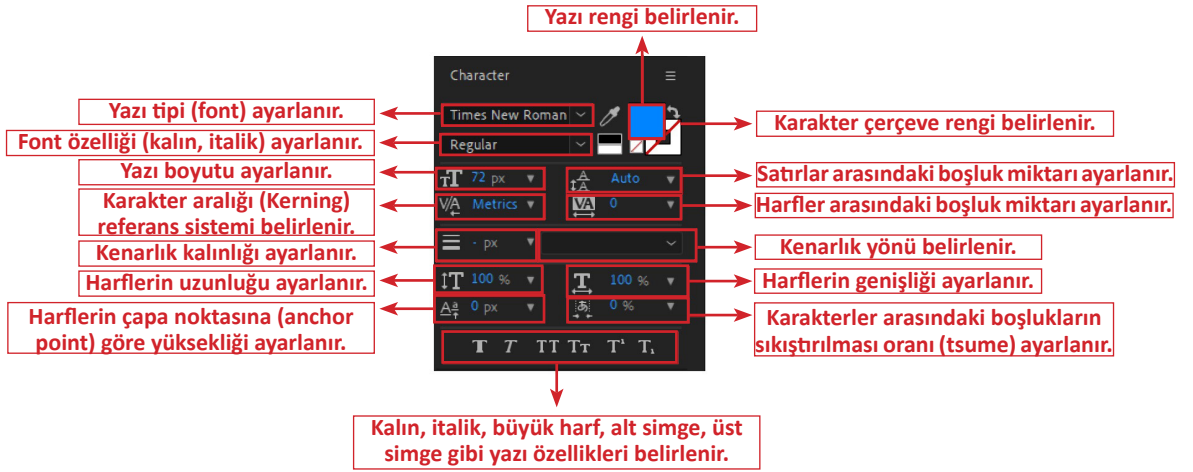 Yazı rengi belirlenir.
Character
Yazı tipi (font) ayarlanır.
Times New Roman
Karakter çerçeve rengi belirlenir.
Font özelliği (kalın, italik) ayarlanır.
Regular
Yazı boyutu ayarlanır.
72 px
Auto
Satırlar arasındaki boşluk miktarı ayarlanır.
Karakter aralığı (Kerning)
referans sistemi belirlenir.
Metrics
0
Harfler arasındaki boşluk miktarı ayarlanır.
Kenarlık kalınlığı ayarlanır.
- px
Kenarlık yönü belirlenir.
Harflerin uzunluğu ayarlanır.
100 %
100 %
Harflerin genişliği ayarlanır.
Harflerin çapa noktasına (anchor
point) göre yüksekliği ayarlanır.
0 px
0 %
Karakterler arasındaki boşlukların
sıkıştırılması oranı (tsume) ayarlanır.
T T TT Tт T¹ T₁
Kalın, italik, büyük harf, alt simge, üst
simge gibi yazı özellikleri belirlenir.